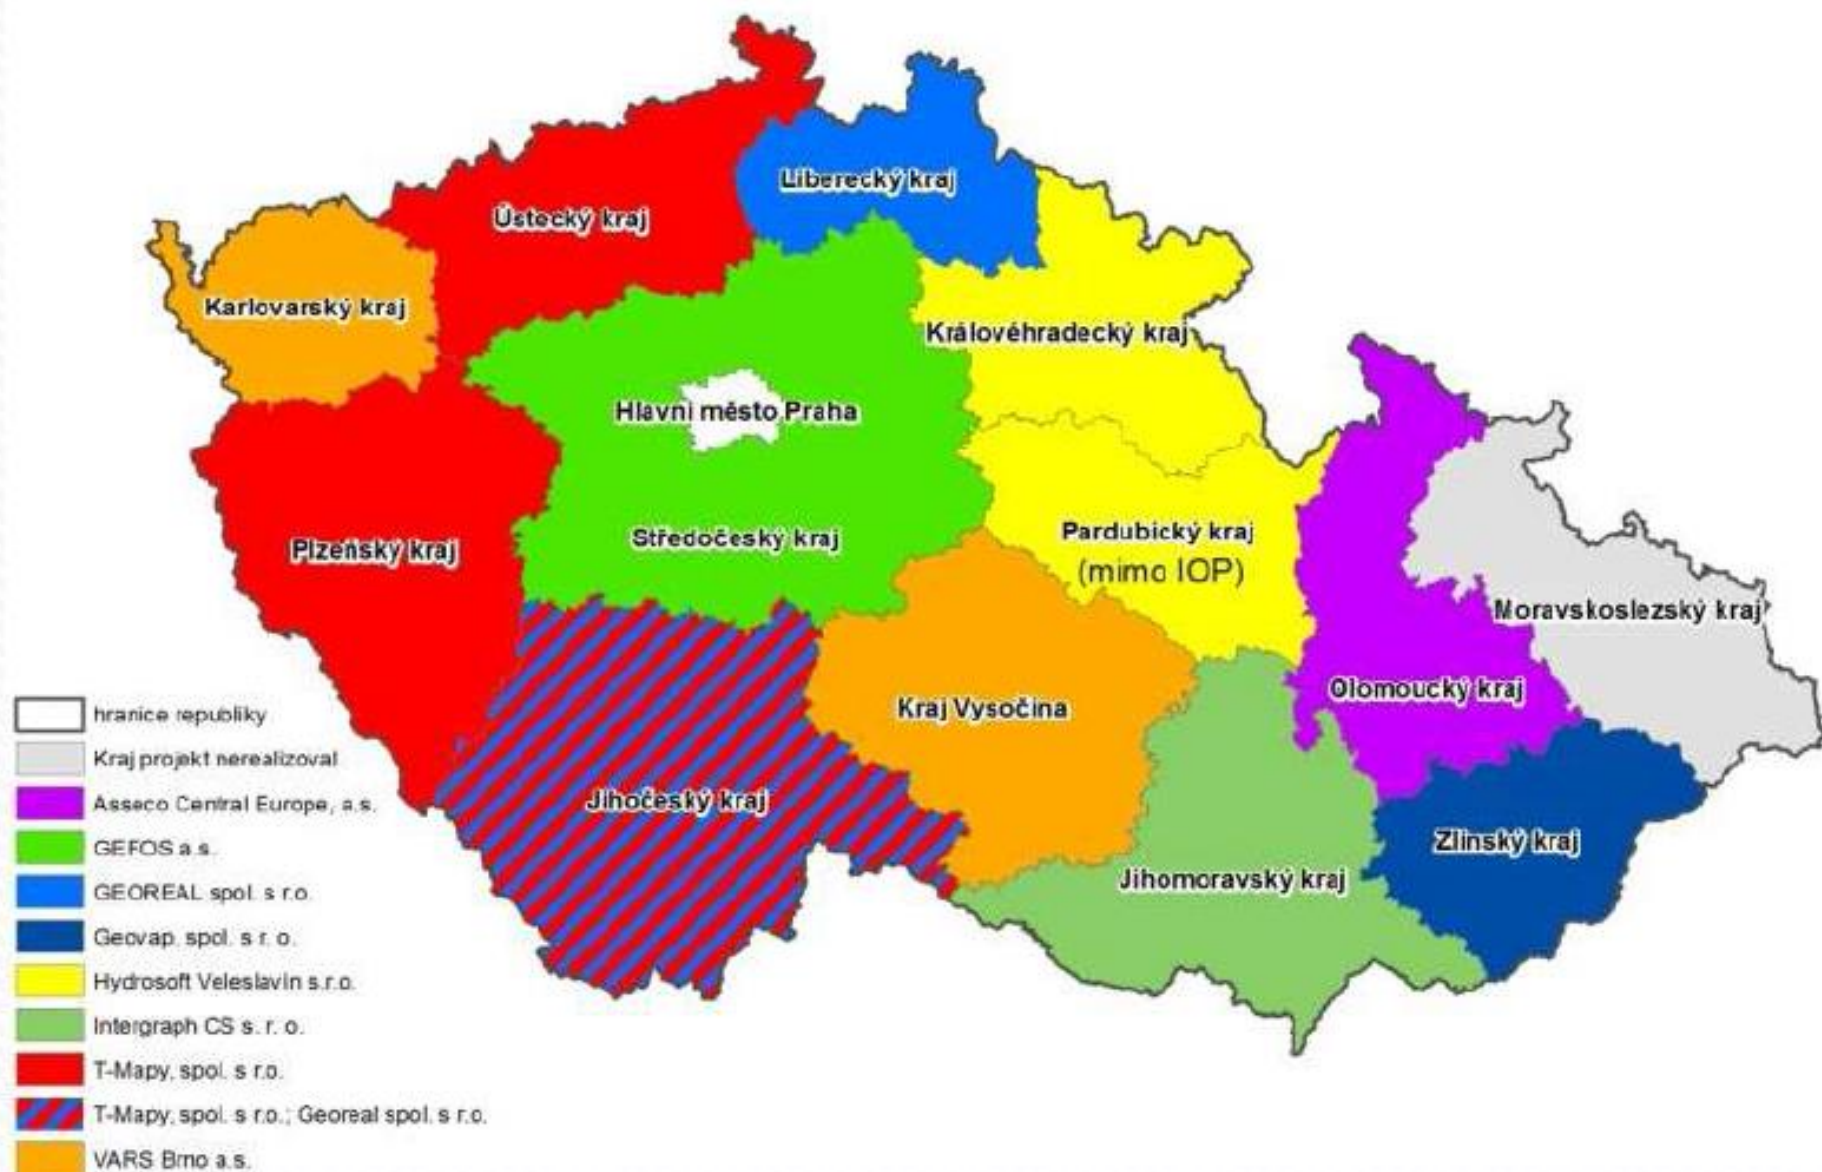 Liberecký kraj
Ústecký kraj
Karlovarský kraj
Královéhradecký kraj
Hlavní město Praha
Středočeský kraj
Pardubický kraj
(mimo IOP)
Plzeňský kraj
Moravskoslezský kraj
Olomoucký kraj
Kraj Vysočina
Jihočeský kraj
Zlínský kraj
Jihomoravský kraj
hranice republiky
Kraj projekt nerealizoval
Asseco Central Europe, a.s.
GEFOS a.s.
GEOREAL spol. s r.o.
Geovap. spol. s r. o.
Hydrosoft Veleslavín s.r.o.
Intergraph CS s. r. o.
T-Mapy, spol. s r.o.
T-Mapy, spol. s r.o.; Georeal spol. s r.o.
VARS Brno a.s.